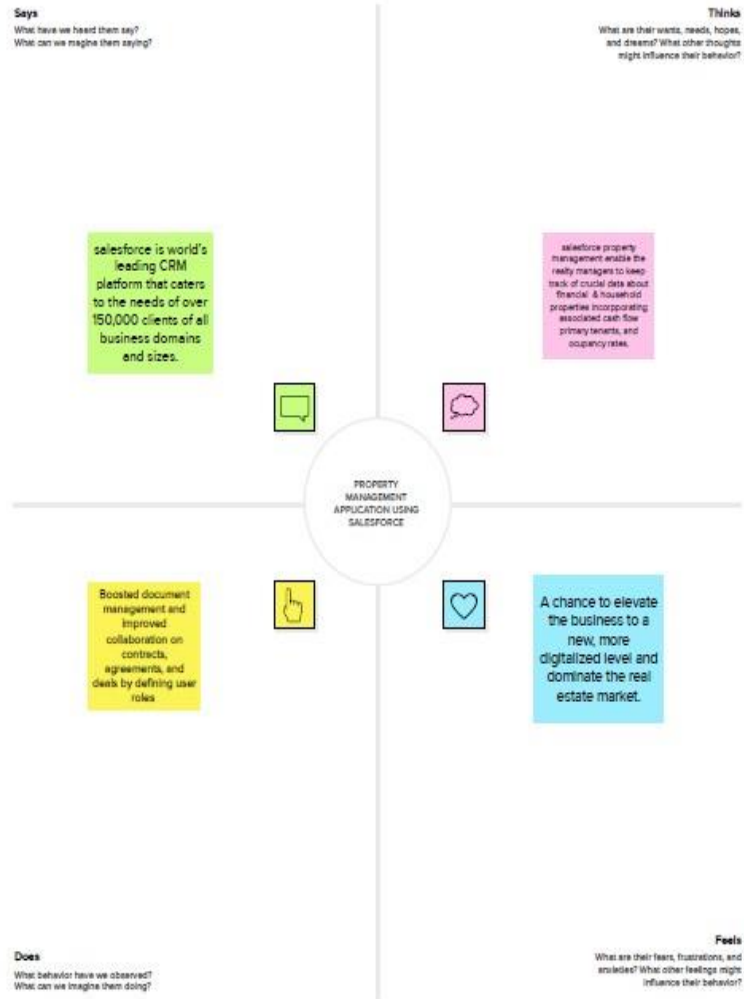 Says
What have we heard them say?
What can we imagine them saying?
Thinks
What are their wants, needs, hopes,
and dreams? What other thoughts
might influence their behavior?
salesforce is world's
leading CRM
platform that caters
to the needs of over
150,000 clients of all
business domains
and sizes.
salesforce property
management enable the
realty managers to keep
track of crucial data about
financial & household
properties incorpporating
associated cash flow
primary tenants, and
ocupancy rates.
PROPERTY
MANAGEMENT
APPLICATION USING
SALESFORCE
Boosted document
management and
improved
collaboration on
contracts,
agreements, and
deals by defining user
roles
A chance to elevate
the business to a
new, more
digitalized level and
dominate the real
estate market.
Does
What behavior have we observed?
What can we imagine them doing?
Feels
What are their fears, frustrations, and
anxieties? What other feelings might
influence their behavior?